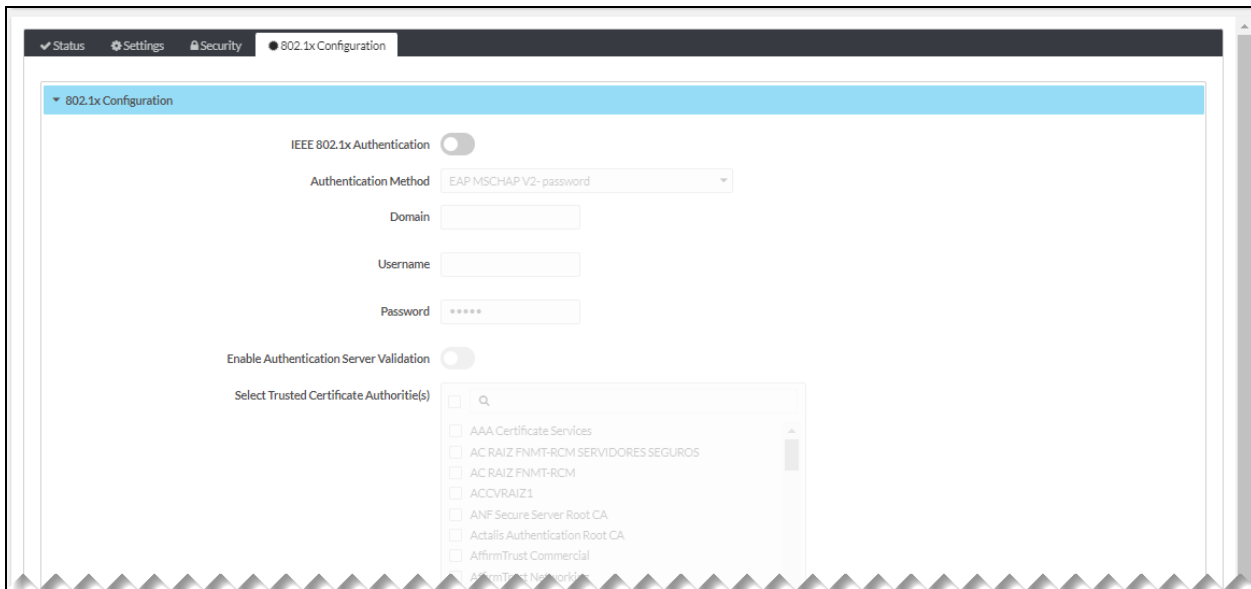 Status Settings Security 802.1x Configuration
802.1x Configuration
IEEE 802.1x Authentication
Authentication Method EAP MSCHAP V2- password
Domain
Username
Password •••••
Enable Authentication Server Validation
Select Trusted Certificate Authoritie(s)
AAA Certificate Services
AC RAIZ FNMT-RCM SERVIDORES SEGUROS
AC RAIZ FNMT-RCM
ACCVRAIZ1
ANF Secure Server Root CA
Actalis Authentication Root CA
AffirmTrust Commercial
AffirmTrust Networking